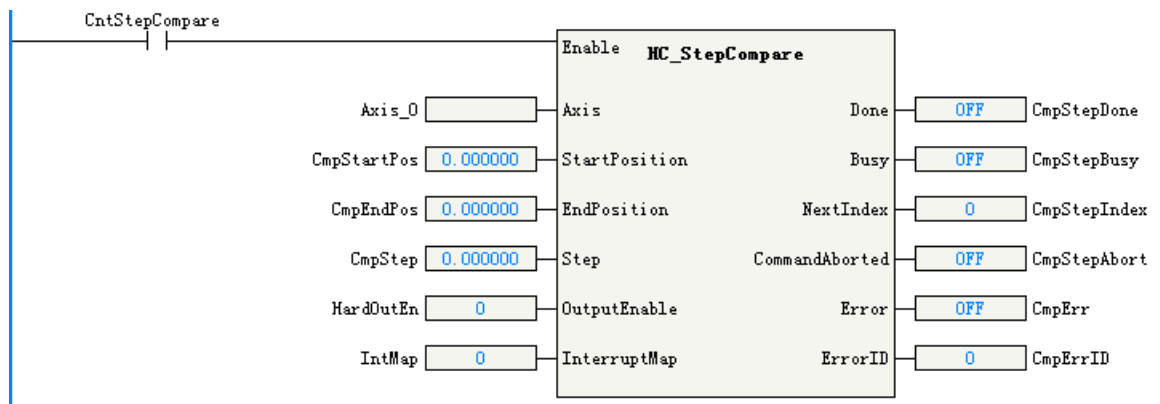 CntStepCompare
Enable HC_StepCompare
Axis_0 Axis Done OFF CmpStepDone
CmpStartPos 0.000000 StartPosition Busy OFF CmpStepBusy
CmpEndPos 0.000000 EndPosition NextIndex 0 CmpStepIndex
CmpStep 0.000000 Step CommandAborted OFF CmpStepAbort
HardOutEn 0 OutputEnable Error OFF CmpErr
IntMap 0 InterruptMap ErrorID 0 CmpErrID